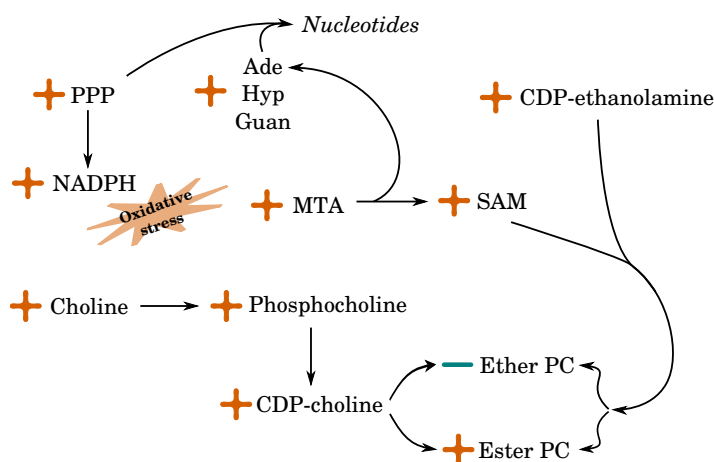 Nucleotides
Ade
Hyp
Guan
PPP
CDP-ethanolamine
NADPH
Oxidative
stress
MTA
SAM
Choline
Phosphocholine
Ether PC
CDP-choline
Ester PC